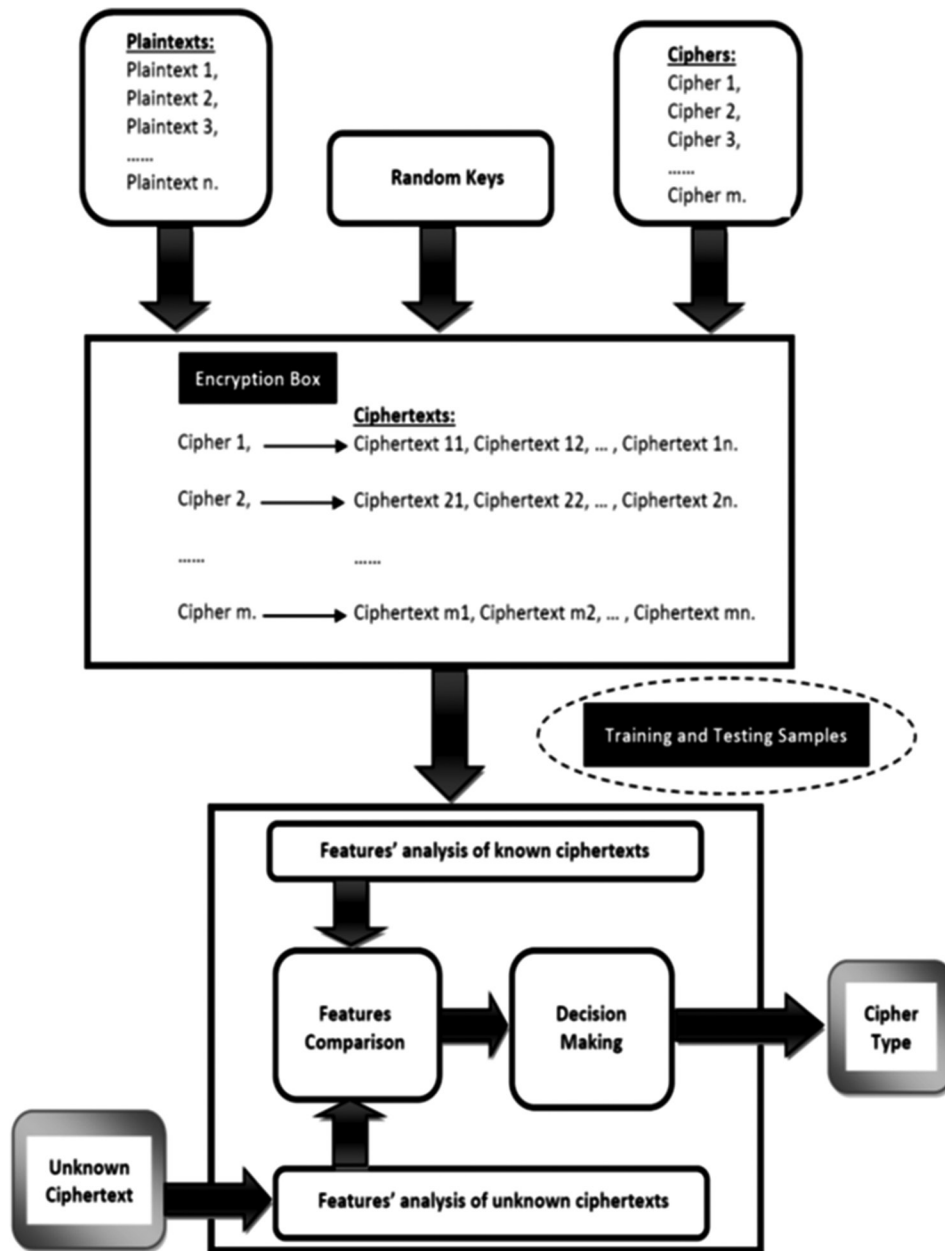 Plaintexts:
Plaintext 1,
Plaintext 2,
Plaintext 3,
......
Plaintext n.
Random Keys
Ciphers:
Cipher 1,
Cipher 2,
Cipher 3,
......
Cipher m.
Encryption Box
Ciphertexts:
Cipher 1, Ciphertext 11, Ciphertext 12, ... , Ciphertext 1n.
Cipher 2, Ciphertext 21, Ciphertext 22, ... , Ciphertext 2n.
...... ......
Cipher m. Ciphertext m1, Ciphertext m2, ... , Ciphertext mn.
Training and Testing Samples
Features' analysis of known ciphertexts
Features
Comparison
Decision
Making
Cipher
Type
Unknown
Ciphertext
Features' analysis of unknown ciphertexts